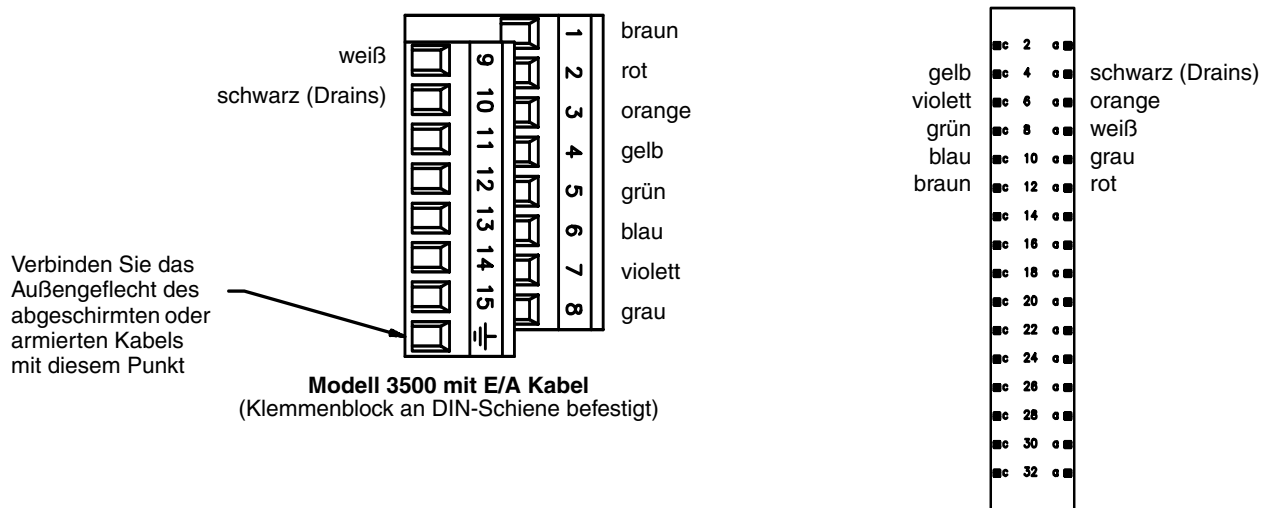 braun
weiß
9
1
rot
schwarz (Drains)
10
2
orange
11
3
gelb
12
4
grün
13
5
blau
14
6
violett
15
7
grau
8
Verbinden Sie das
Außengeflecht des
abgeschirmten oder
armierten Kabels
mit diesem Punkt
Modell 3500 mit E/A Kabel
(Klemmenblock an DIN-Schiene befestigt)
c 2 a
gelb c 4 a schwarz (Drains)
violett c 6 a orange
grün c 8 a weiß
blau c 10 a grau
braun c 12 a rot
c 14 a
c 16 a
c 18 a
c 20 a
c 22 a
c 24 a
c 26 a
c 28 a
c 30 a
c 32 a